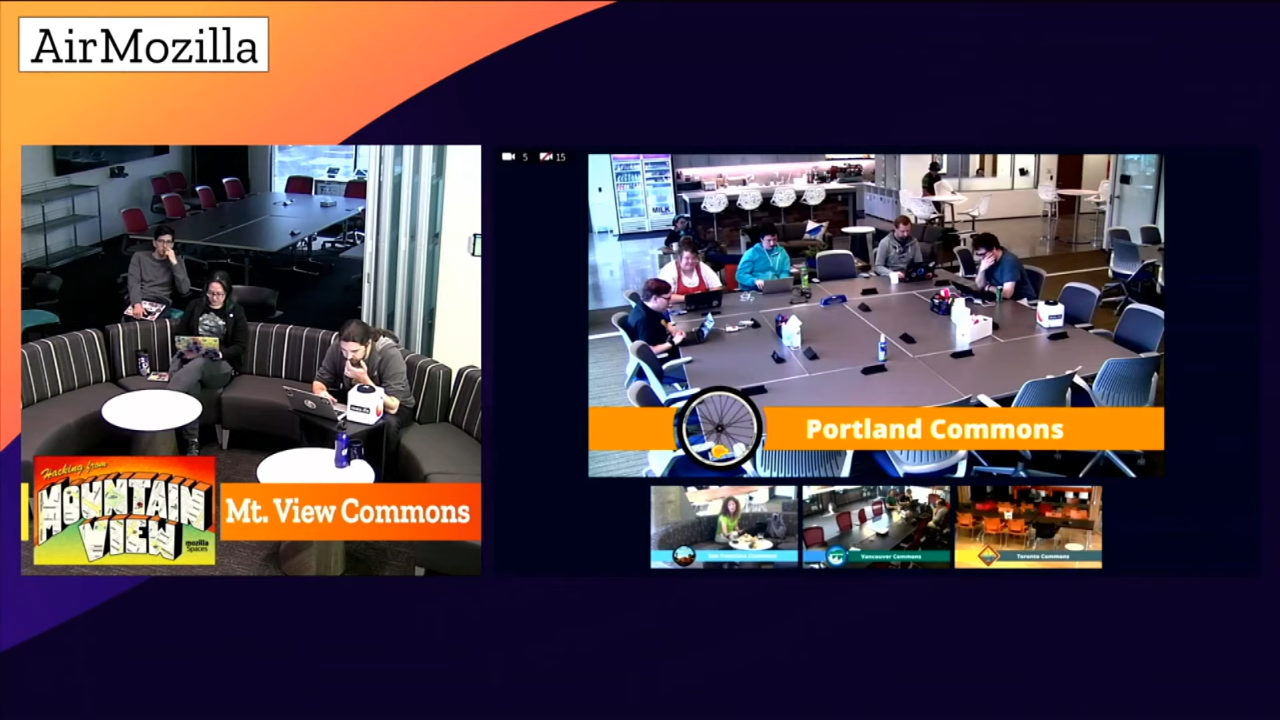 AirMozilla
5 15
MILK
Portland Commons
Hacking from
MOUNTAIN
VIEW
mozilla
Spaces
Mt. View Commons
Vancouver Commons
Toronto Commons